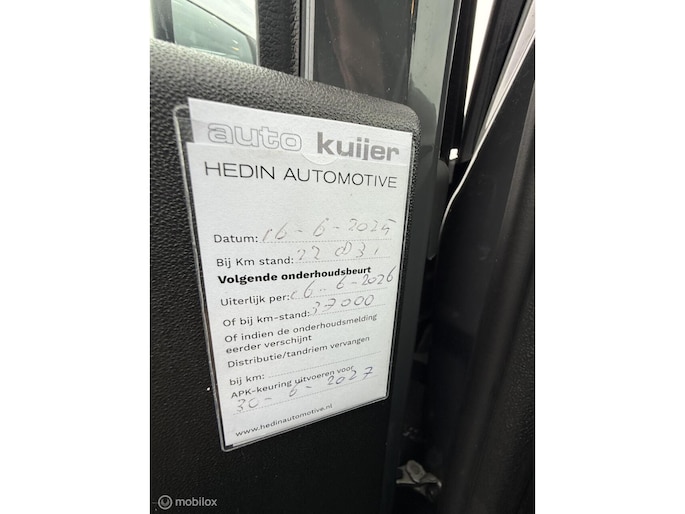 auto kuijer
HEDIN AUTOMOTIVE
Datum: 16-6-2025
Bij Km stand: 22
Volgende onderhoudsbeurt
Uiterlijk per: 16-6-2026
Of bij km-stand: 37000
Of indien de onderhoudsmelding
eerder verschijnt
Distributie/tandriem vervangen
bij km:
APK-keuring uitvoeren voor
30-6-2027
www.hedinautomotive.nl
mobilox